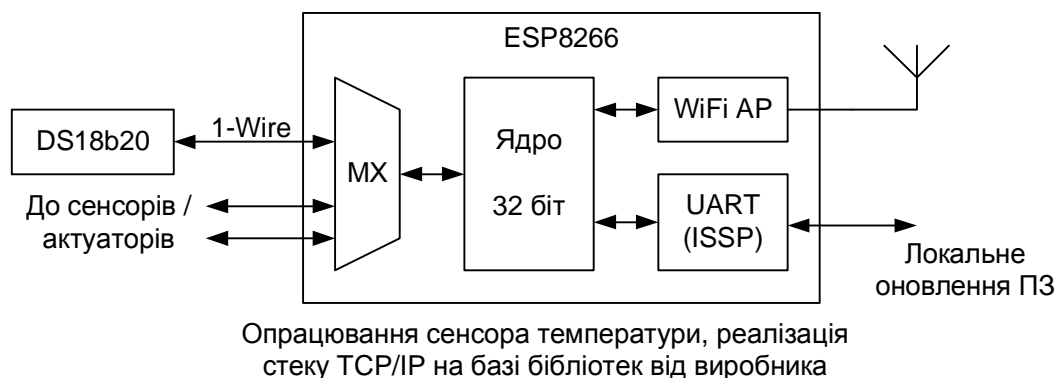 ESP8266
DS18b20
1-Wire
До сенсорів /
актуаторів
MX
Ядро
32 біт
WiFi AP
UART
(ISSP)
Локальне
оновлення ПЗ
Опрацювання сенсора температури, реалізація
стеку TCP/IP на базі бібліотек від виробника